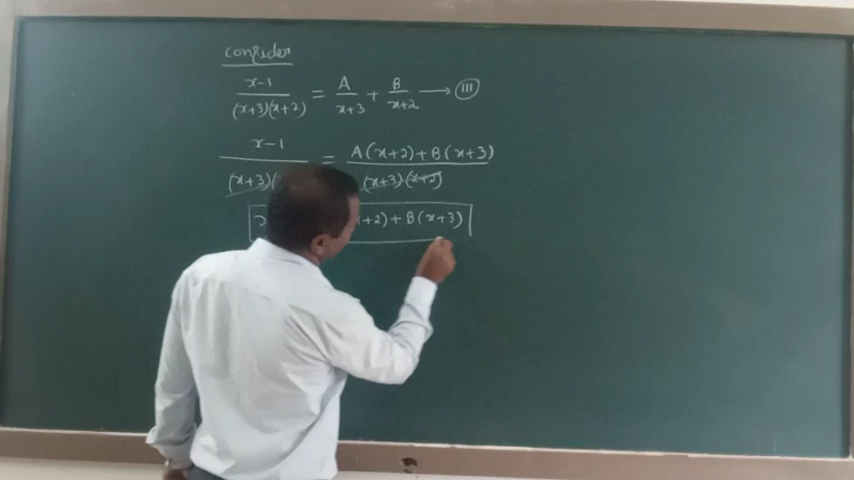 consider
x-1/(x+3)(x+2) = A/x+3 + B/x+2 → III
x-1/(x+3)( = A(x+2)+B(x+3)/(x+3)(x+2)
x +2)+B(x+3)